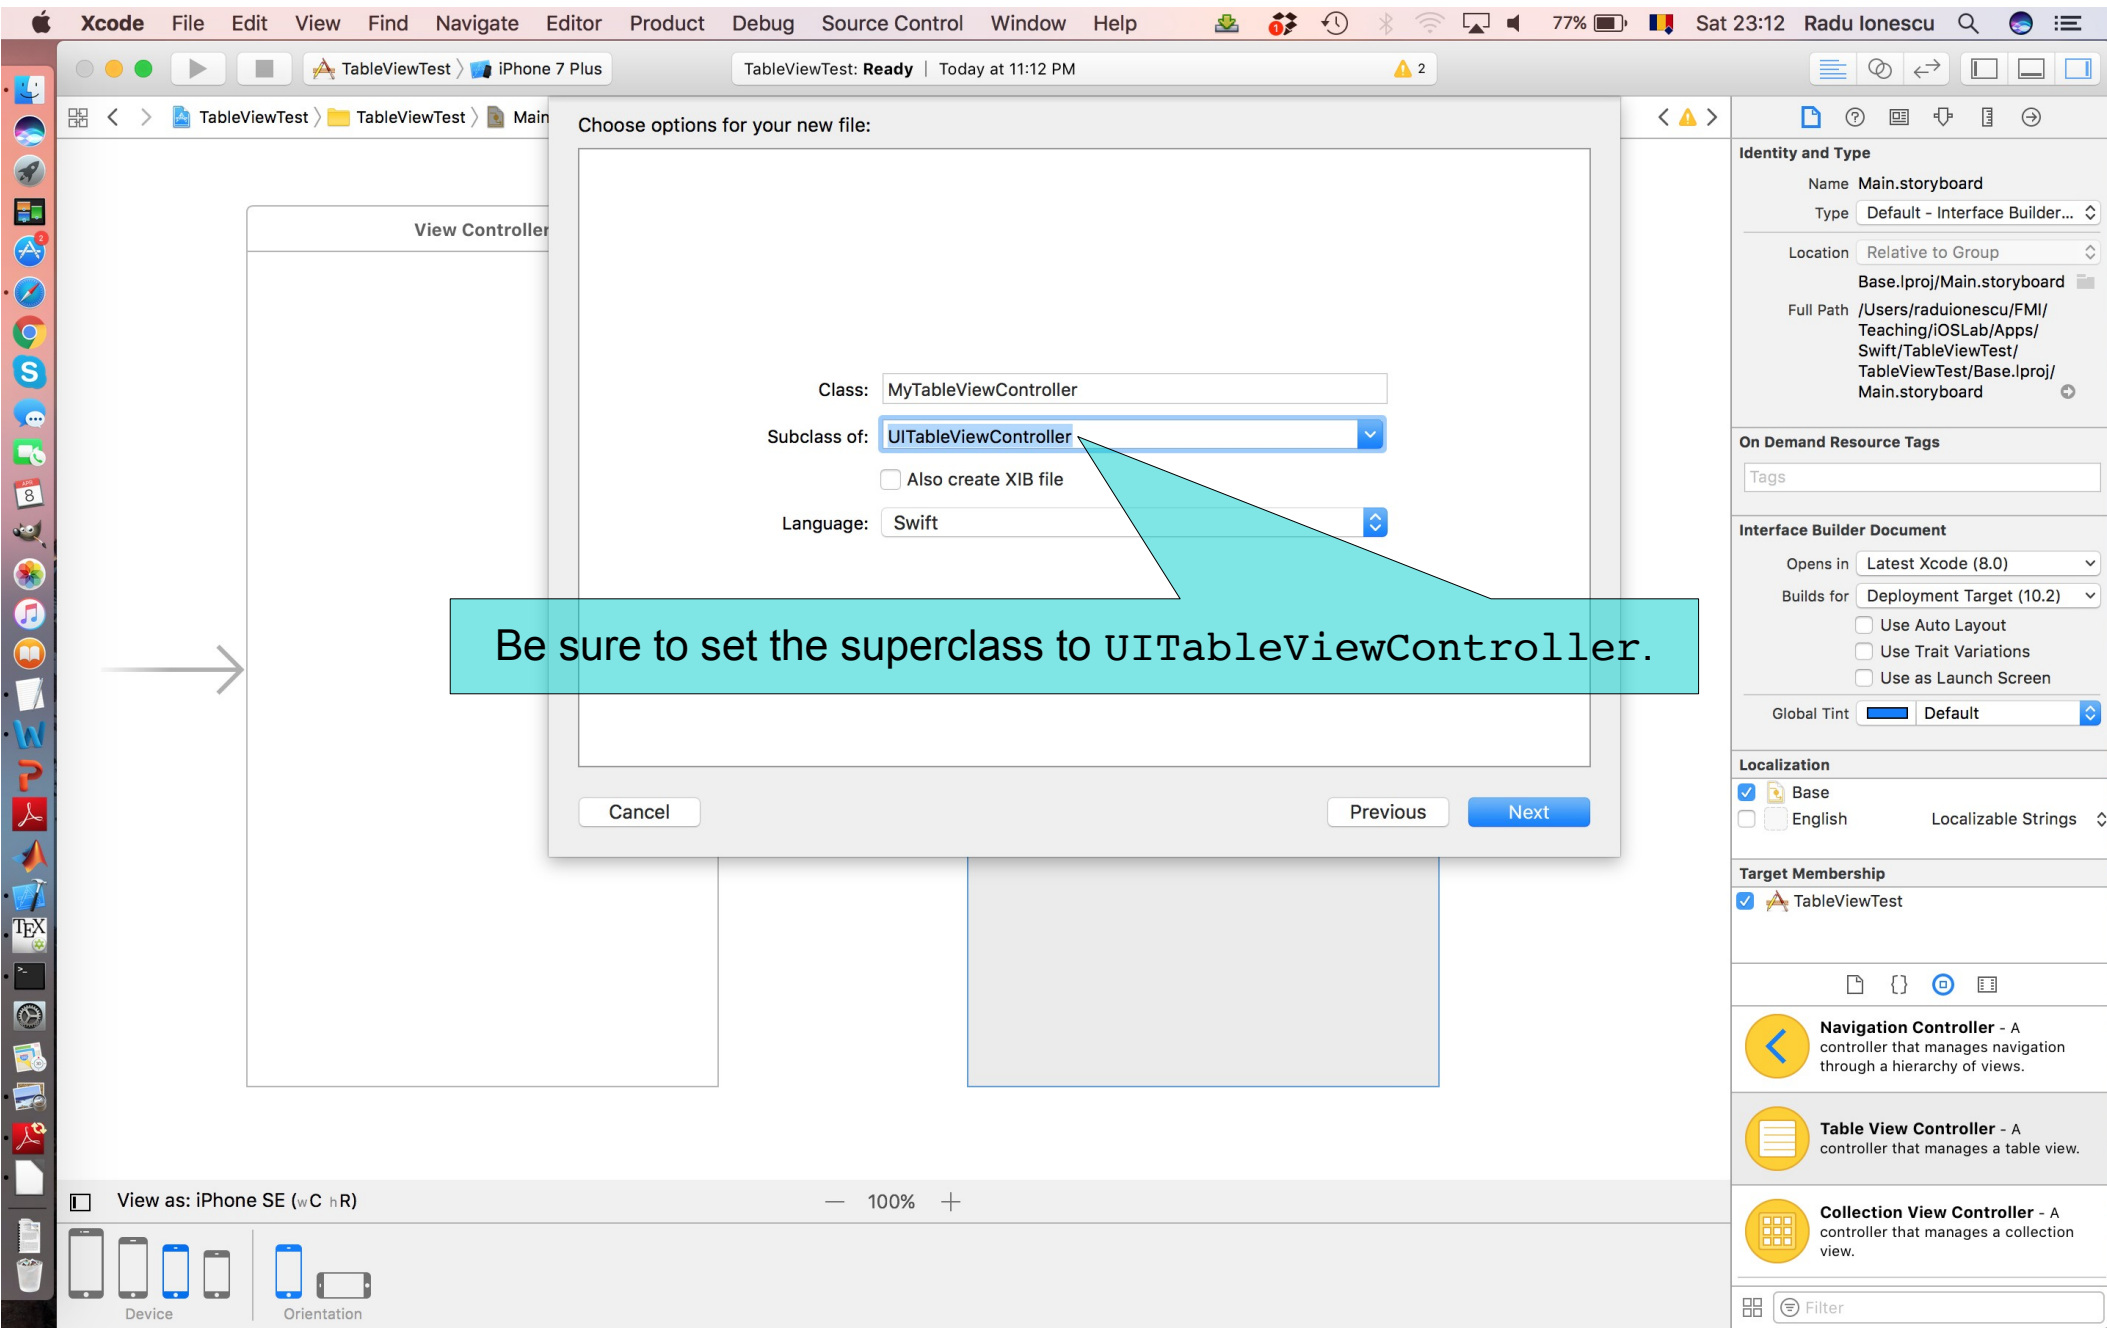 Xcode File Edit View Find Navigate Editor Product Debug Source Control Window Help 1 77% Sat 23:12 Radu Ionescu
TableViewTest iPhone 7 Plus TableViewTest: Ready | Today at 11:12 PM 2
TableViewTest TableViewTest Main
Choose options for your new file:
View Controller
Class: MyTableViewController
Subclass of: UITableViewController
Also create XIB file
Language: Swift
Be sure to set the superclass to UITableViewController.
Cancel Previous Next
Identity and Type
Name Main.storyboard
Type Default - Interface Builder...
Location Relative to Group
Base.lproj/Main.storyboard
Full Path /Users/raduionescu/FMI/
Teaching/iOSLab/Apps/
Swift/TableViewTest/
TableViewTest/Base.lproj/
Main.storyboard
On Demand Resource Tags
Tags
Interface Builder Document
Opens in Latest Xcode (8.0)
Builds for Deployment Target (10.2)
Use Auto Layout
Use Trait Variations
Use as Launch Screen
Global Tint Default
Localization
Base
English Localizable Strings
Target Membership
TableViewTest
{}
Navigation Controller - A
controller that manages navigation
through a hierarchy of views.
Table View Controller - A
controller that manages a table view.
Collection View Controller - A
controller that manages a collection
view.
Filter
View as: iPhone SE (wC hR) — 100% +
Device Orientation
2
APR
8
TEX